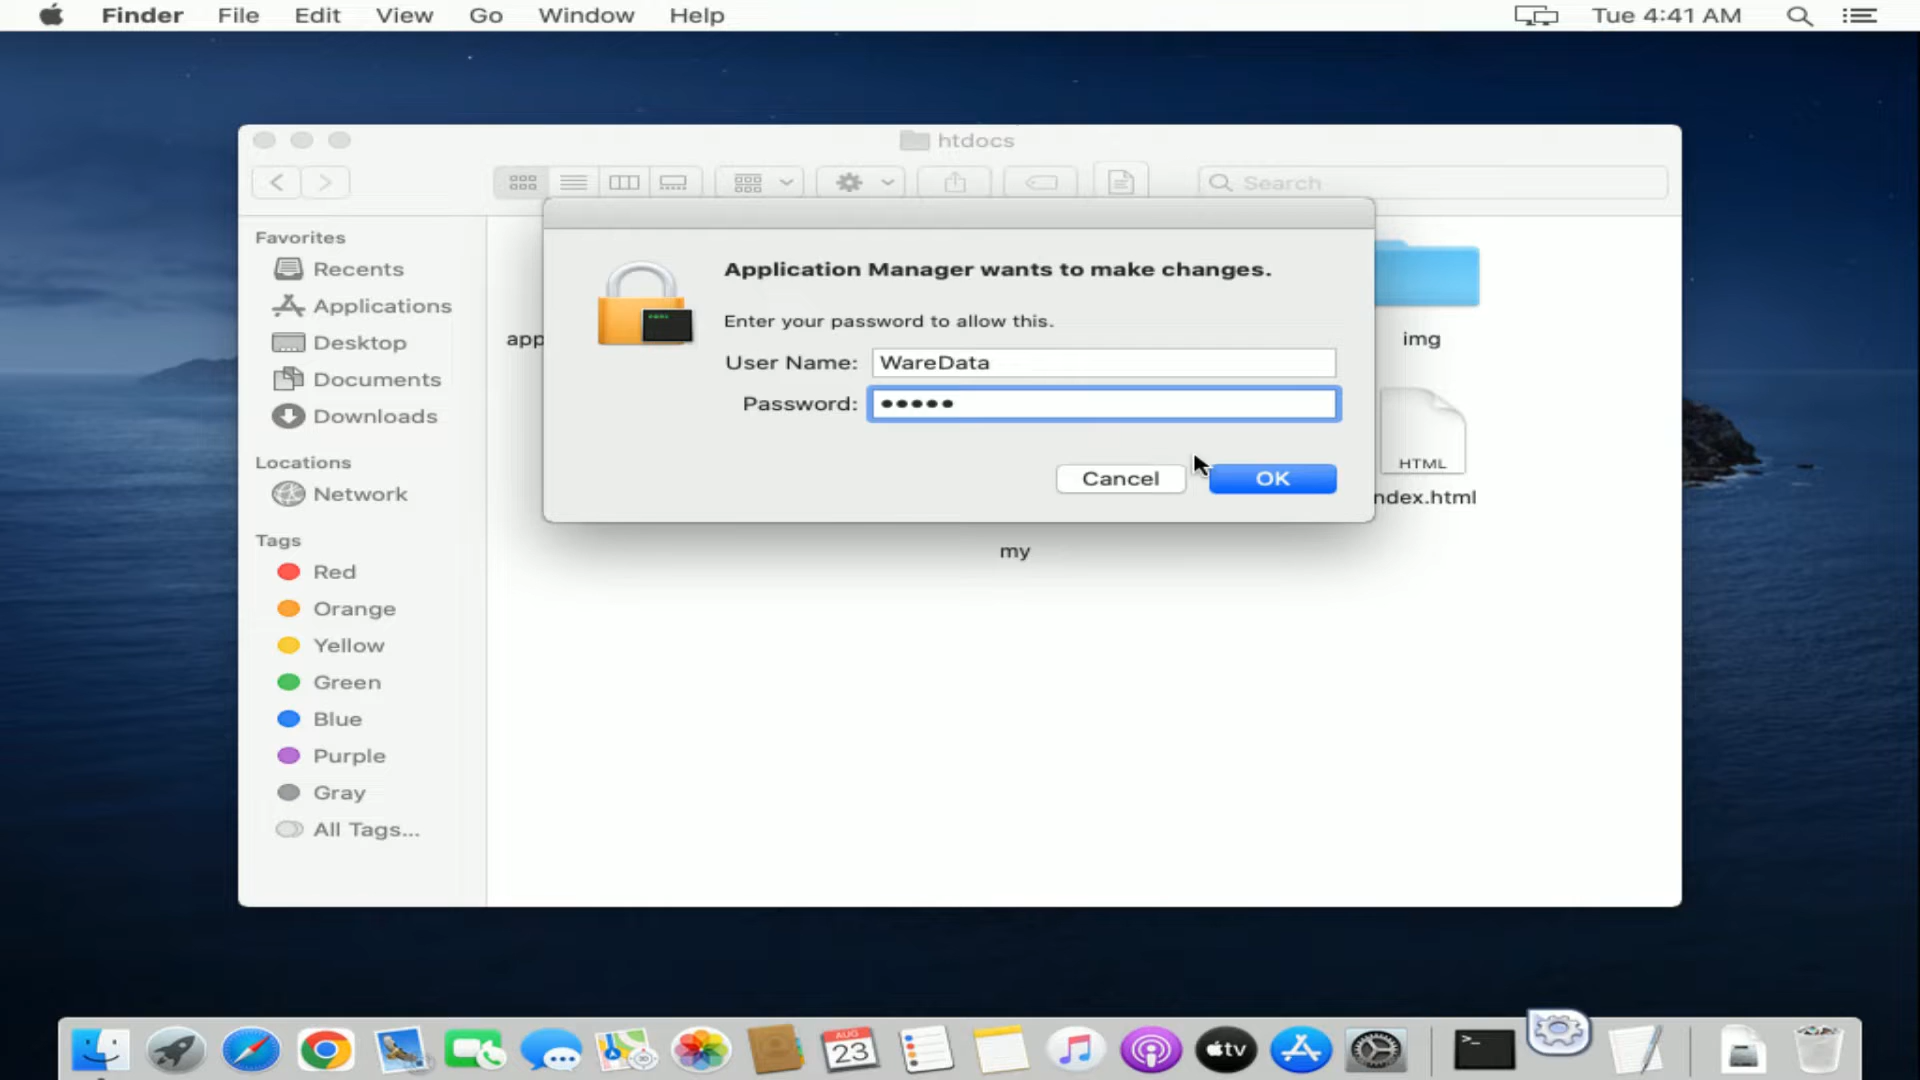 Finder File Edit View Go Window Help Tue 4:41 AM
htdocs
Search
Favorites
Recents
Applications
Desktop
Documents
Downloads
Locations
Network
Tags
Red
Orange
Yellow
Green
Blue
Purple
Gray
All Tags...
Application Manager wants to make changes.
Enter your password to allow this.
User Name: WareData
Password: •••••
Cancel OK
app
img
HTML
ndex.html
my
AUG
23
tv